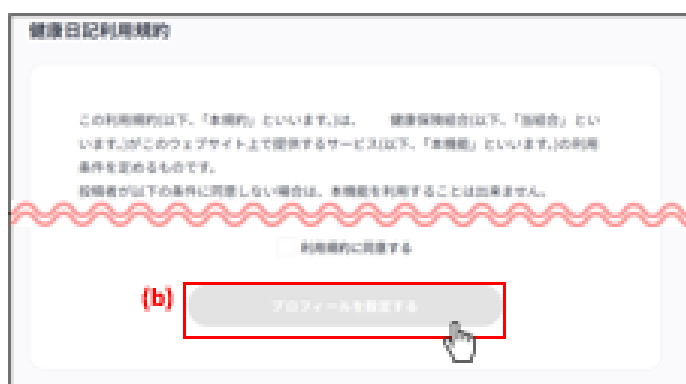 健康日記利用規約
この利用規約(以下、「本規約」といいます。)は、　　健康保険組合(以下、「当組合」とい
います。)がこのウェブサイト上で提供するサービス(以下、「本機能」といいます。)の利用
条件を定めるものです。
投稿者が以下の条件に同意しない場合は、本機能を利用することは出来ません。
利用規約に同意する
(b)
プロフィールを設定する